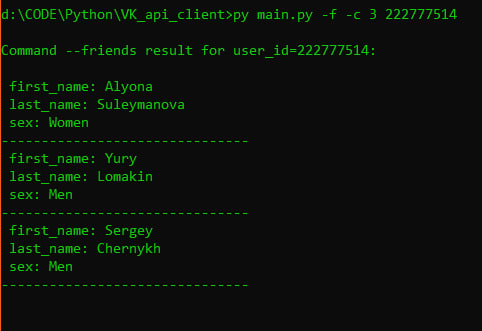 d:\CODE\Python\VK_api_client>py main.py -f -c 3 222777514
Command --friends result for user_id=222777514:
first_name: Alyona
last_name: Suleymanova
sex: Women
-------------------------------
first_name: Yury
last_name: Lomakin
sex: Men
-------------------------------
first_name: Sergey
last_name: Chernykh
sex: Men
-------------------------------